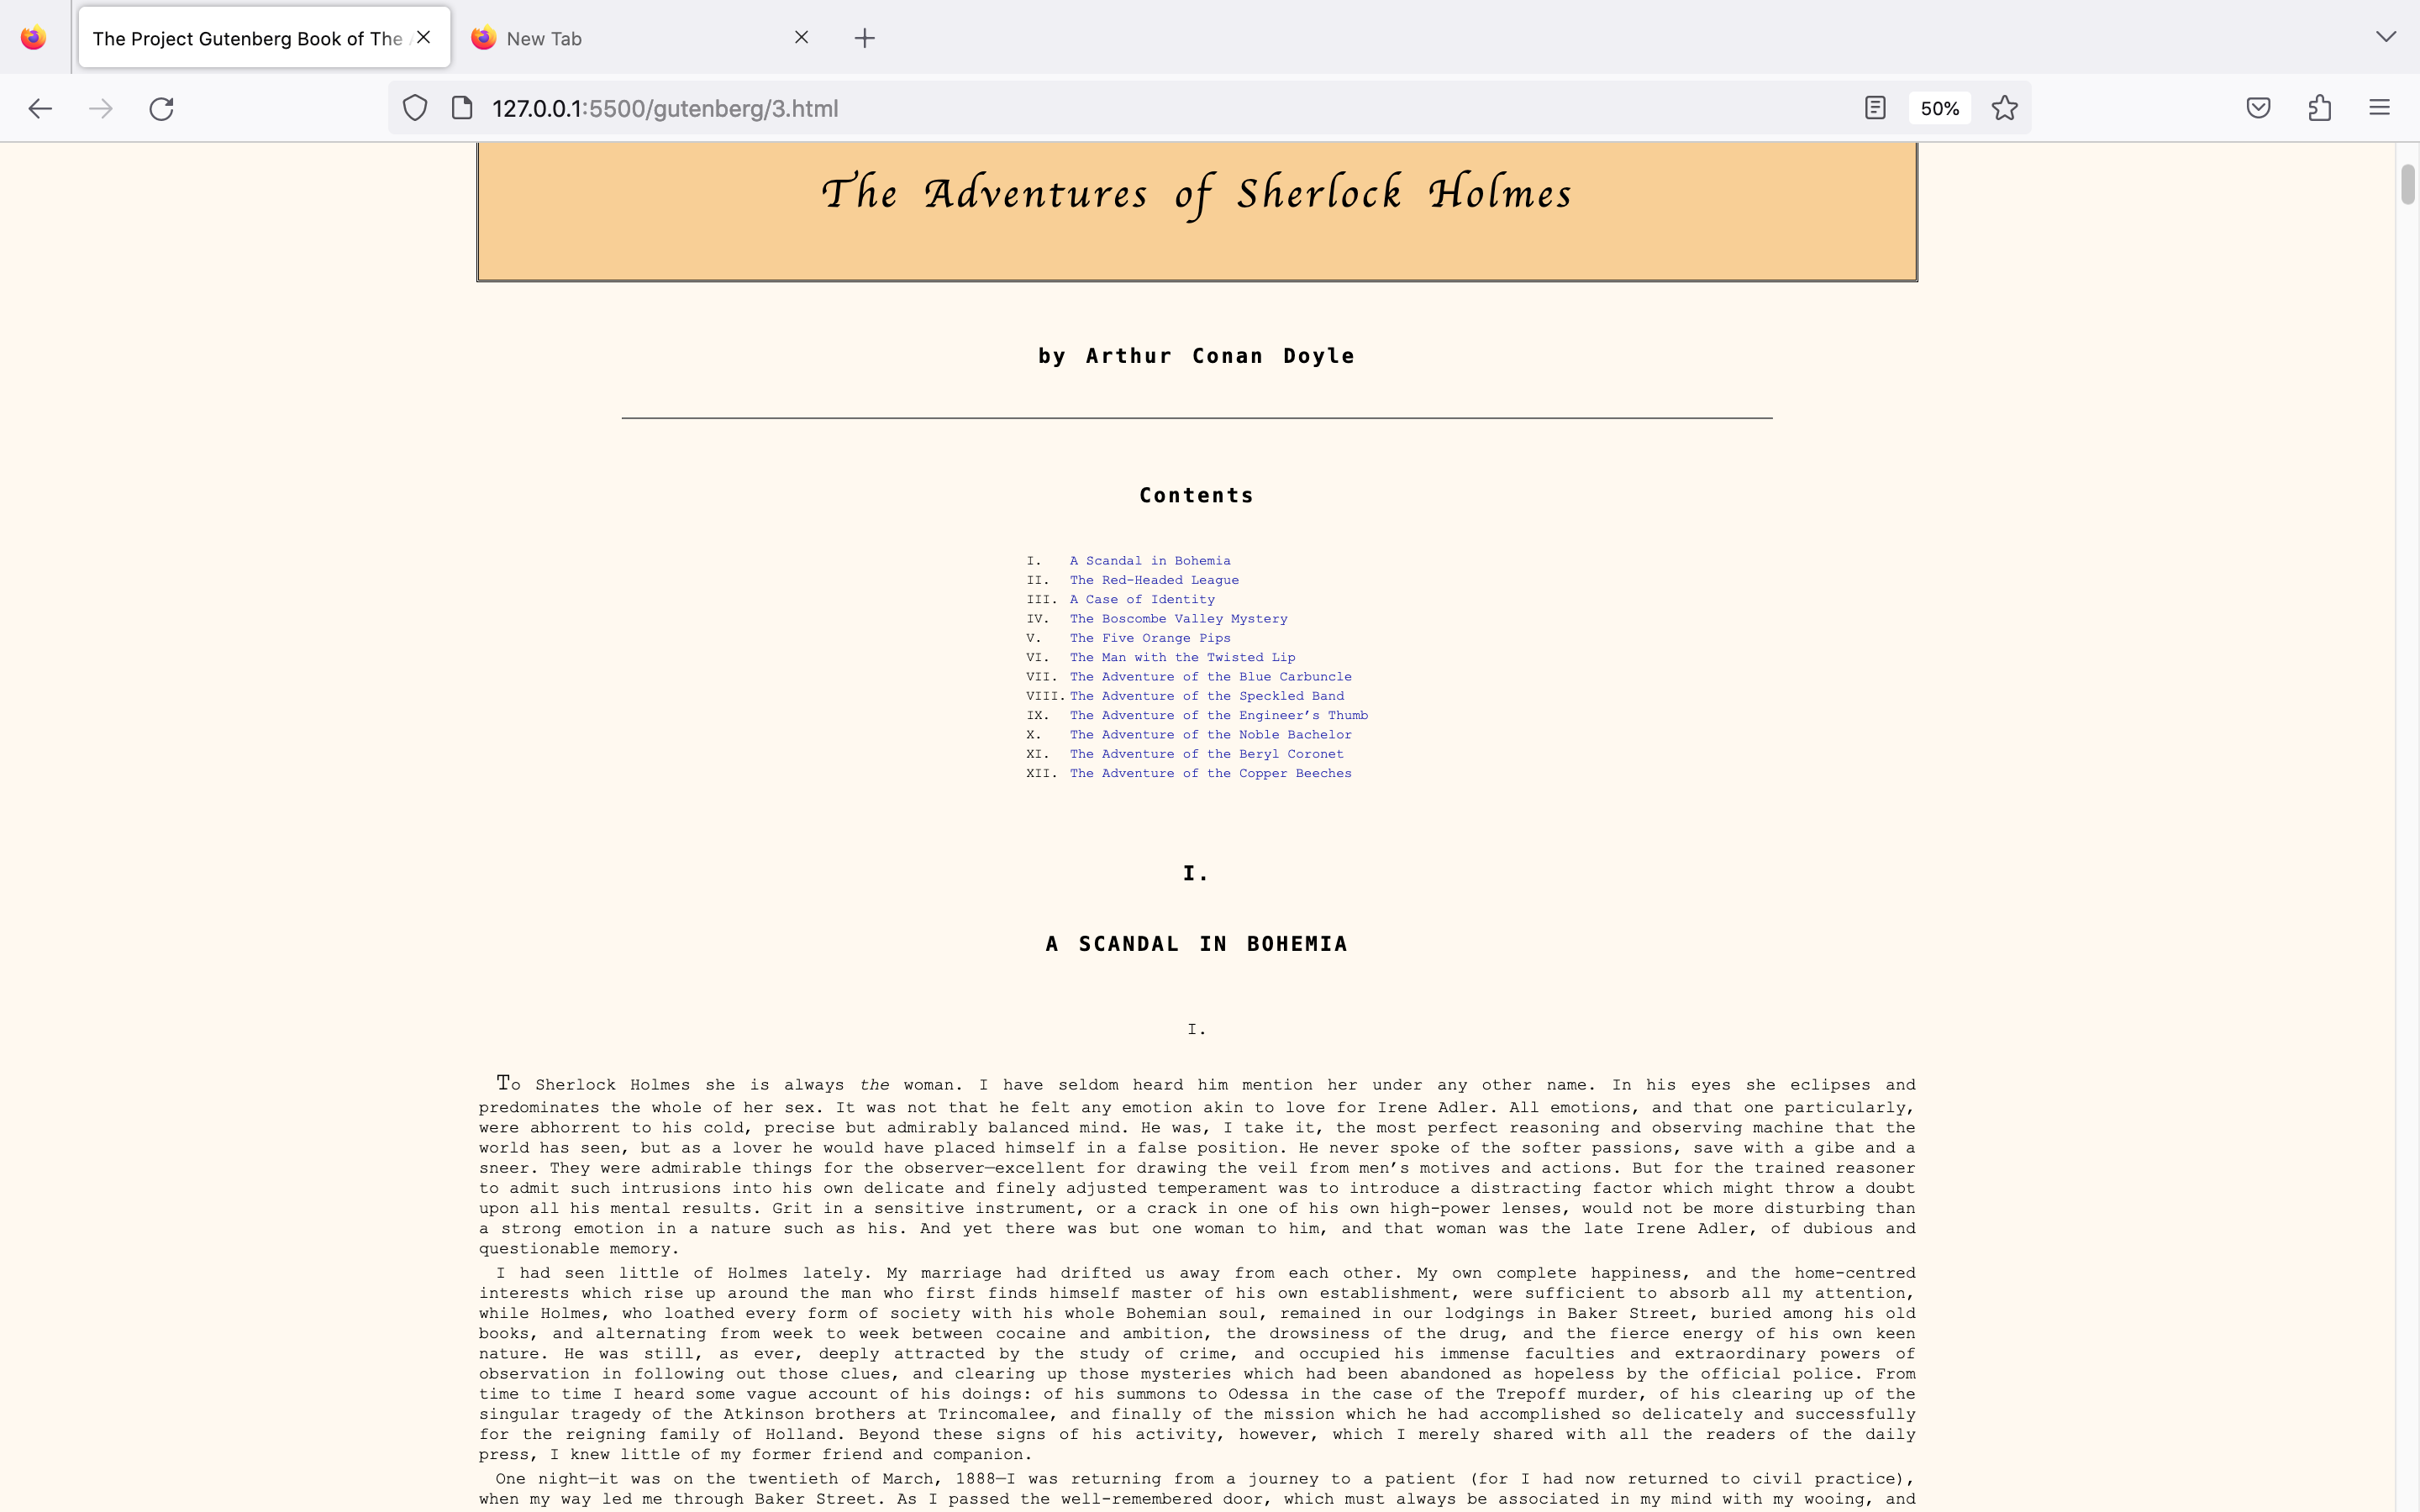 The Project Gutenberg Book of The
New Tab
127.0.0.1:5500/gutenberg/3.html
50%
The Adventures of Sherlock Holmes
by Arthur Conan Doyle
Contents
I. A Scandal in Bohemia
II. The Red-Headed League
III. A Case of Identity
IV. The Boscombe Valley Mystery
V. The Five Orange Pips
VI. The Man with the Twisted Lip
VII. The Adventure of the Blue Carbuncle
VIII. The Adventure of the Speckled Band
IX. The Adventure of the Engineer’s Thumb
X. The Adventure of the Noble Bachelor
XI. The Adventure of the Beryl Coronet
XII. The Adventure of the Copper Beeches
I.
A SCANDAL IN BOHEMIA
I.
To Sherlock Holmes she is always the woman. I have seldom heard him mention her under any other name. In his eyes she eclipses and
predominates the whole of her sex. It was not that he felt any emotion akin to love for Irene Adler. All emotions, and that one particularly,
were abhorrent to his cold, precise but admirably balanced mind. He was, I take it, the most perfect reasoning and observing machine that the
world has seen, but as a lover he would have placed himself in a false position. He never spoke of the softer passions, save with a gibe and a
sneer. They were admirable things for the observer—excellent for drawing the veil from men’s motives and actions. But for the trained reasoner
to admit such intrusions into his own delicate and finely adjusted temperament was to introduce a distracting factor which might throw a doubt
upon all his mental results. Grit in a sensitive instrument, or a crack in one of his own high-power lenses, would not be more disturbing than
a strong emotion in a nature such as his. And yet there was but one woman to him, and that woman was the late Irene Adler, of dubious and
questionable memory.
I had seen little of Holmes lately. My marriage had drifted us away from each other. My own complete happiness, and the home-centred
interests which rise up around the man who first finds himself master of his own establishment, were sufficient to absorb all my attention,
while Holmes, who loathed every form of society with his whole Bohemian soul, remained in our lodgings in Baker Street, buried among his old
books, and alternating from week to week between cocaine and ambition, the drowsiness of the drug, and the fierce energy of his own keen
nature. He was still, as ever, deeply attracted by the study of crime, and occupied his immense faculties and extraordinary powers of
observation in following out those clues, and clearing up those mysteries which had been abandoned as hopeless by the official police. From
time to time I heard some vague account of his doings: of his summons to Odessa in the case of the Trepoff murder, of his clearing up of the
singular tragedy of the Atkinson brothers at Trincomalee, and finally of the mission which he had accomplished so delicately and successfully
for the reigning family of Holland. Beyond these signs of his activity, however, which I merely shared with all the readers of the daily
press, I knew little of my former friend and companion.
One night—it was on the twentieth of March, 1888—I was returning from a journey to a patient (for I had now returned to civil practice),
when my way led me through Baker Street. As I passed the well-remembered door, which must always be associated in my mind with my wooing, and